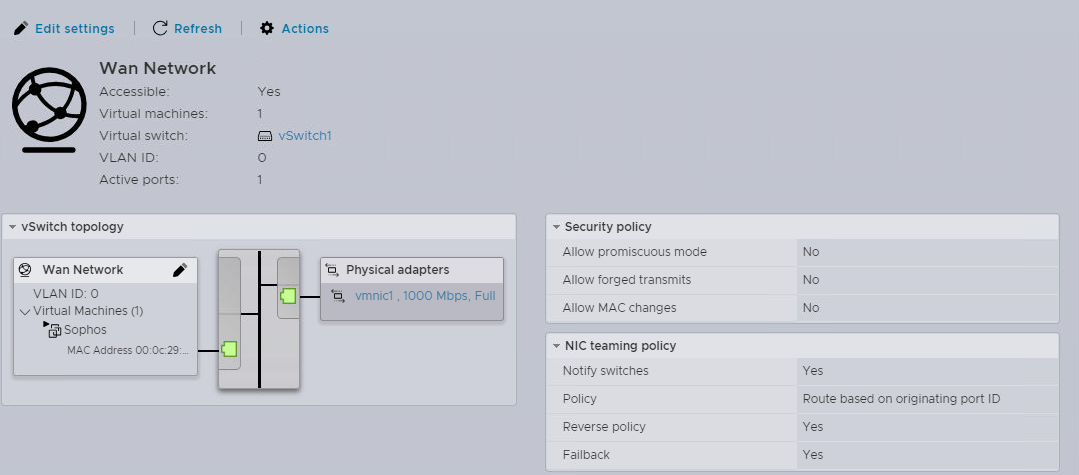 Edit settings Refresh Actions
Wan Network
Accessible: Yes
Virtual machines: 1
Virtual switch: vSwitch1
VLAN ID: 0
Active ports: 1
vSwitch topology
Wan Network
VLAN ID: 0
Virtual Machines (1)
Sophos
MAC Address 00:0c:29:...
Physical adapters
vmnic1 , 1000 Mbps, Full
Security policy
Allow promiscuous mode No
Allow forged transmits No
Allow MAC changes No
NIC teaming policy
Notify switches Yes
Policy Route based on originating port ID
Reverse policy Yes
Failback Yes